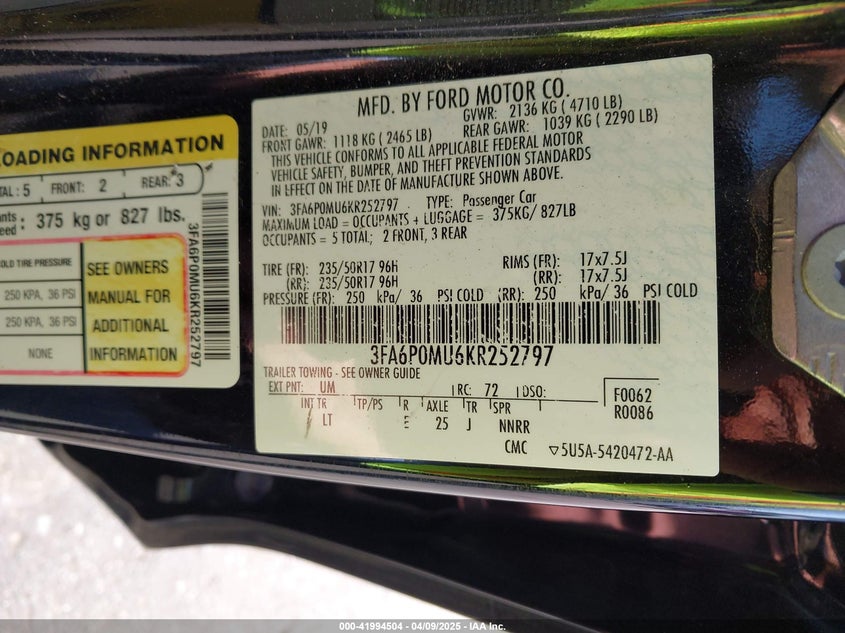 OADING INFORMATION
TAL : 5 FRONT: 2 REAR: 3
375 kg or 827 lbs.
OLD TIRE PRESSURE
250 KPA, 36 PSI
250 KPA, 36 PSI
NONE
SEE OWNERS
MANUAL FOR
ADDITIONAL
INFORMATION
3FA6P0MU6KR252797
MFD. BY FORD MOTOR CO.
DATE: 05/19 GVWR: 2136 KG ( 4710 LB)
FRONT GAWR: 1118 KG ( 2465 LB) REAR GAWR: 1039 KG ( 2290 LB)
THIS VEHICLE CONFORMS TO ALL APPLICABLE FEDERAL MOTOR
VEHICLE SAFETY, BUMPER, AND THEFT PREVENTION STANDARDS
IN EFFECT ON THE DATE OF MANUFACTURE SHOWN ABOVE.
VIN: 3FA6P0MU6KR252797 TYPE: Passenger Car
MAXIMUM LOAD = OCCUPANTS + LUGGAGE = 375KG/ 827LB
OCCUPANTS = 5 TOTAL; 2 FRONT, 3 REAR
TIRE (FR): 235/50R17 96H RIMS (FR): 17x7.5J
(RR): 235/50R17 96H (RR): 17x7.5J
PRESSURE (FR): 250 kPa/ 36 PSI COLD (RR): 250 kPa/ 36 PSI COLD
3FA6P0MU6KR252797
TRAILER TOWING - SEE OWNER GUIDE
EXT PNT: UM RC: 72 DSO: F0062
INT TR TP/PS R AXLE TR SPR R0086
LT E 25 J NNRR
CMC ▽5U5A-5420472-AA
000-41994504 | 04/09/2025 | IAA Inc.